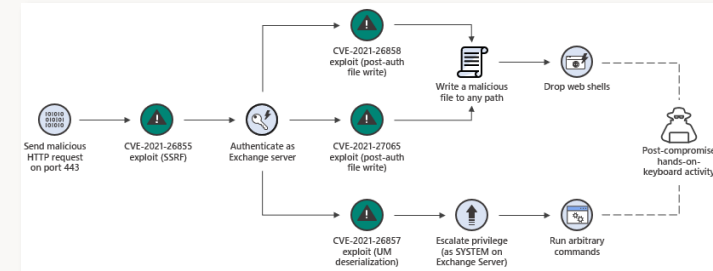 CVE-2021-26858
exploit (post-auth
file write)
Write a malicious
file to any path
Drop web shells
101010
010101
101010
Send malicious
HTTP request
on port 443
CVE-2021-26855
exploit (SSRF)
Authenticate as
Exchange server
CVE-2021-27065
exploit (post-auth
file write)
Post-compromise
hands-on-
keyboard activity
CVE-2021-26857
exploit (UM
deserialization)
Escalate privilege
(as SYSTEM on
Exchange Server)
Run arbitrary
commands